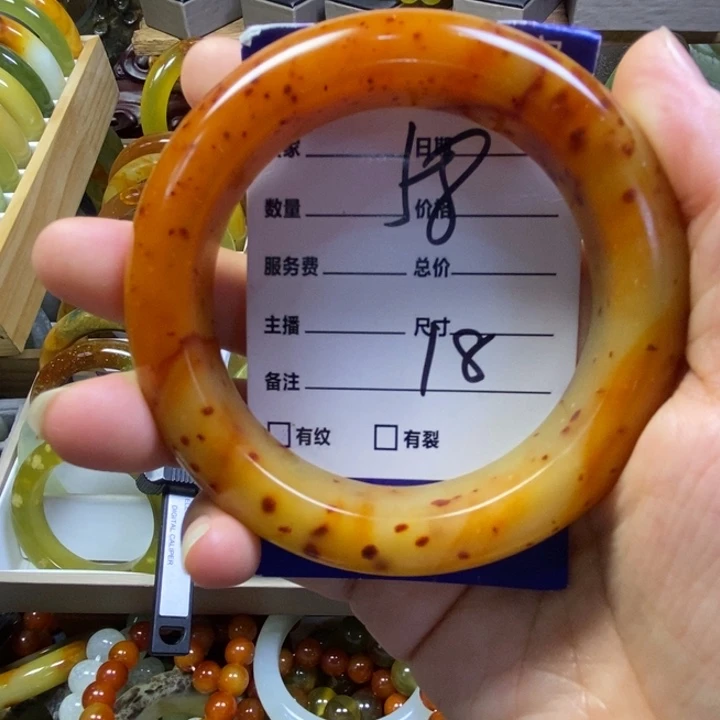 家 日期
58
数量 价格
服务费 总价
主播 尺寸
18
备注
有纹 有裂
DIGITAL CALIPER